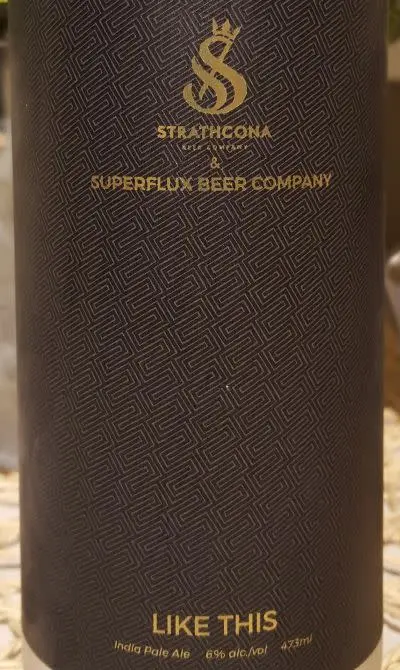 STRATHCONA
BEER COMPANY
&
SUPERFLUX BEER COMPANY
LIKE THIS
India Pale Ale 6% alc./vol 473ml